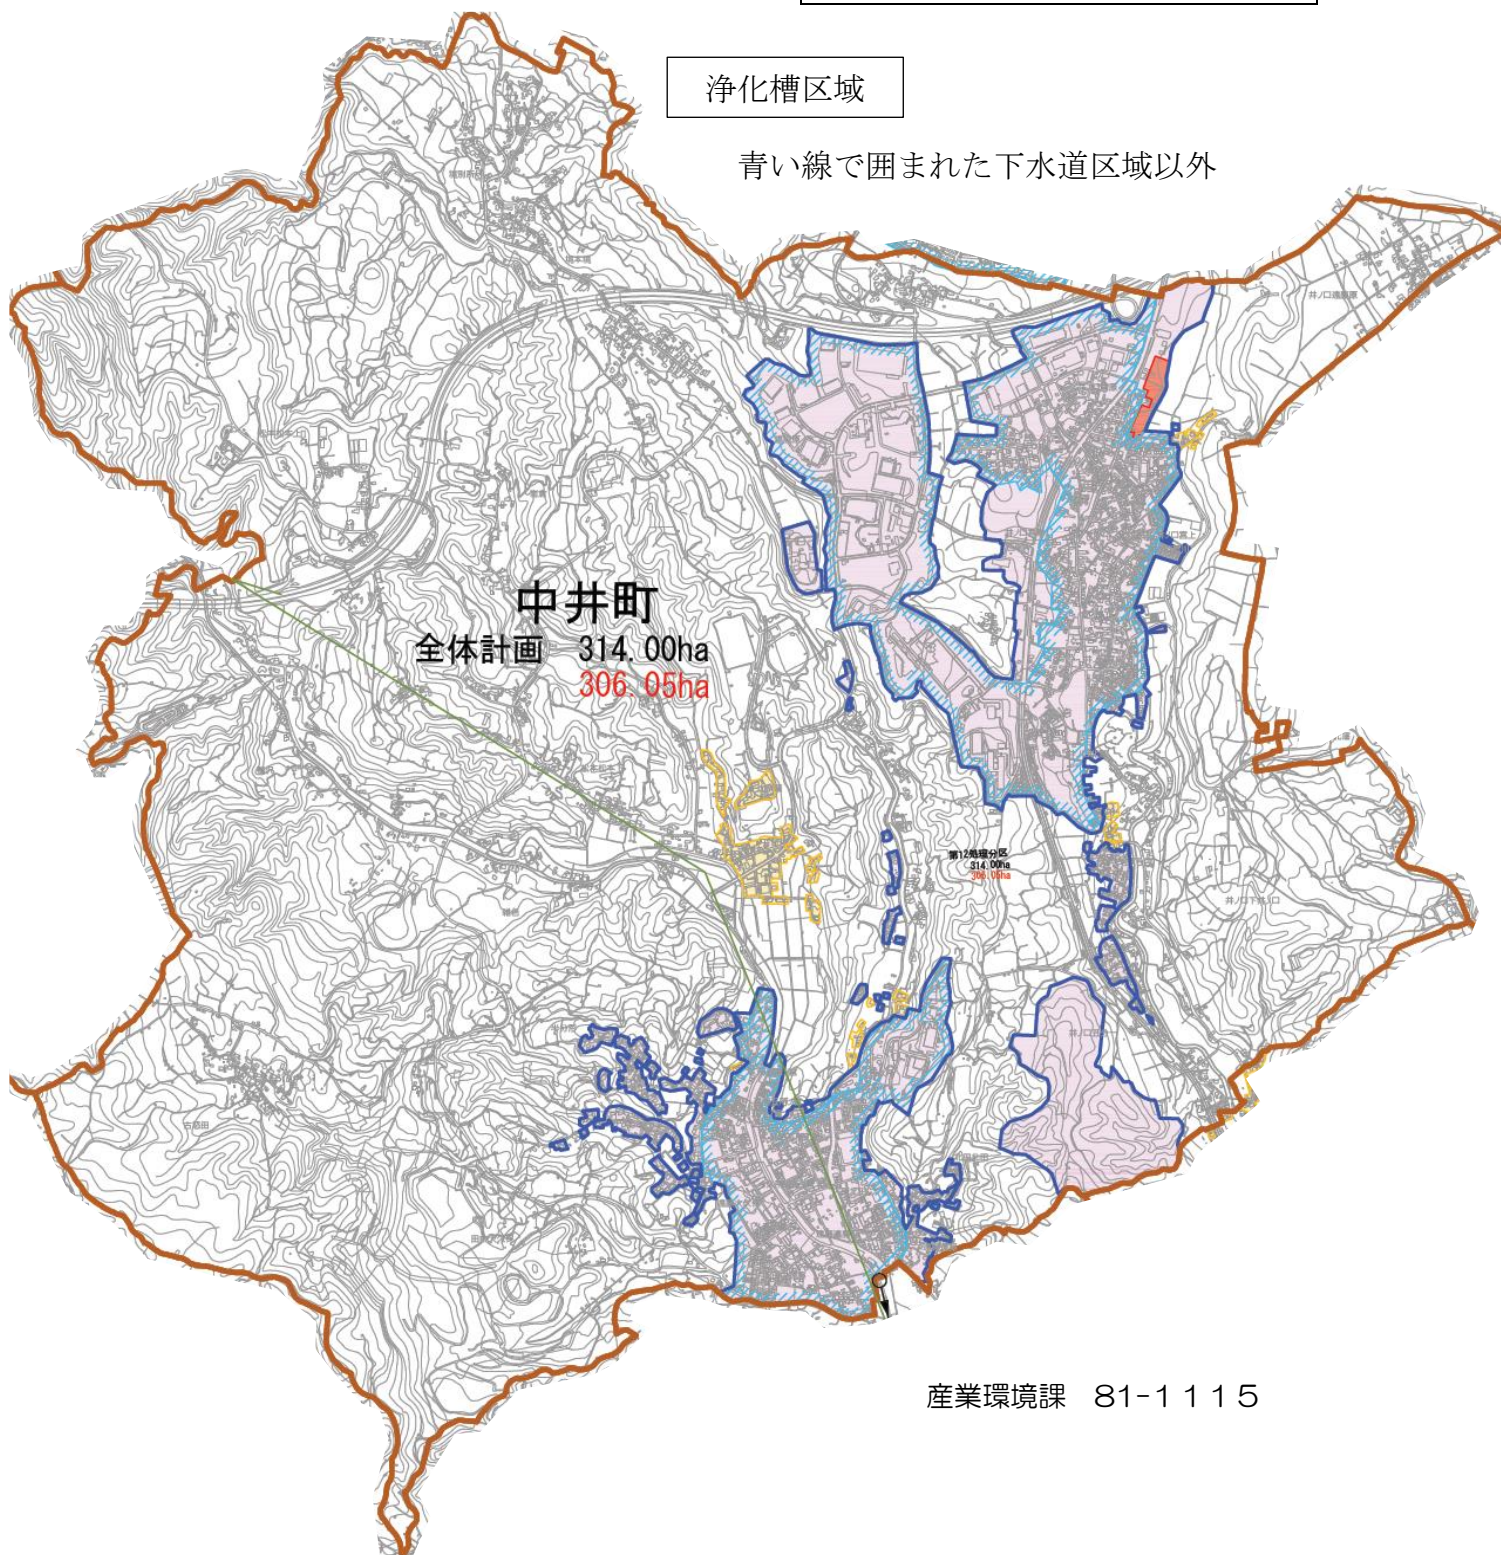 浄化槽区域
青い線で囲まれた下水道区域以外
中井町
全体計画 314.00ha
306.05ha
第12処理分区
314.00ha
306.05ha
産業環境課 81-1115